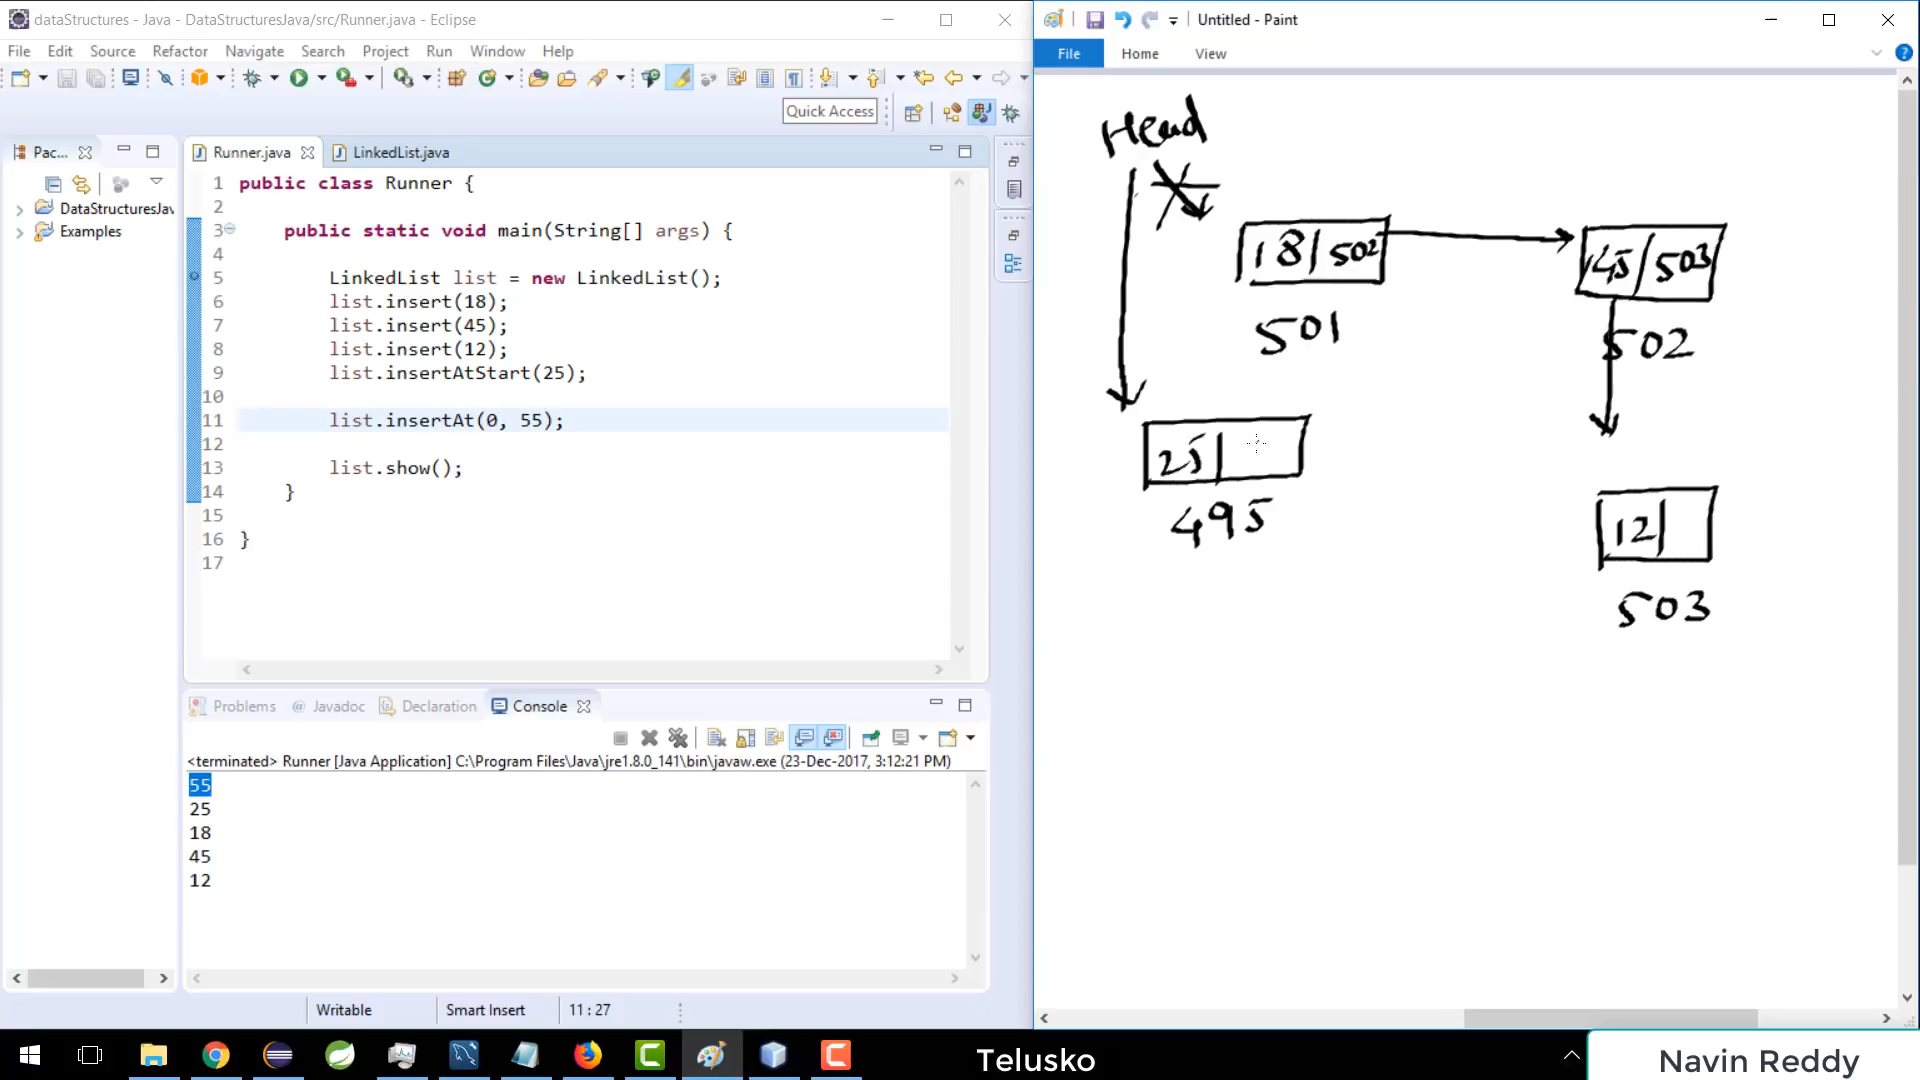 dataStructures - Java - DataStructuresJava/src/Runner.java - Eclipse
File Edit Source Refactor Navigate Search Project Run Window Help
Quick Access
Pac...
DataStructuresJav
Examples
Runner.java LinkedList.java
1 public class Runner {
2
3 public static void main(String[] args) {
4
5 LinkedList list = new LinkedList();
6 list.insert(18);
7 list.insert(45);
8 list.insert(12);
9 list.insertAtStart(25);
10
11 list.insertAt(0, 55);
12
13 list.show();
14 }
15
16 }
17
Problems @ Javadoc Declaration Console
<terminated> Runner [Java Application] C:\Program Files\Java\jre1.8.0_141\bin\javaw.exe (23-Dec-2017, 3:12:21 PM)
55
25
18
45
12
Writable Smart Insert 11 : 27
Untitled - Paint
File Home View
Head
18 | 502
501
45 | 503
502
25 |
495
12 |
503
Telusko
Navin Reddy